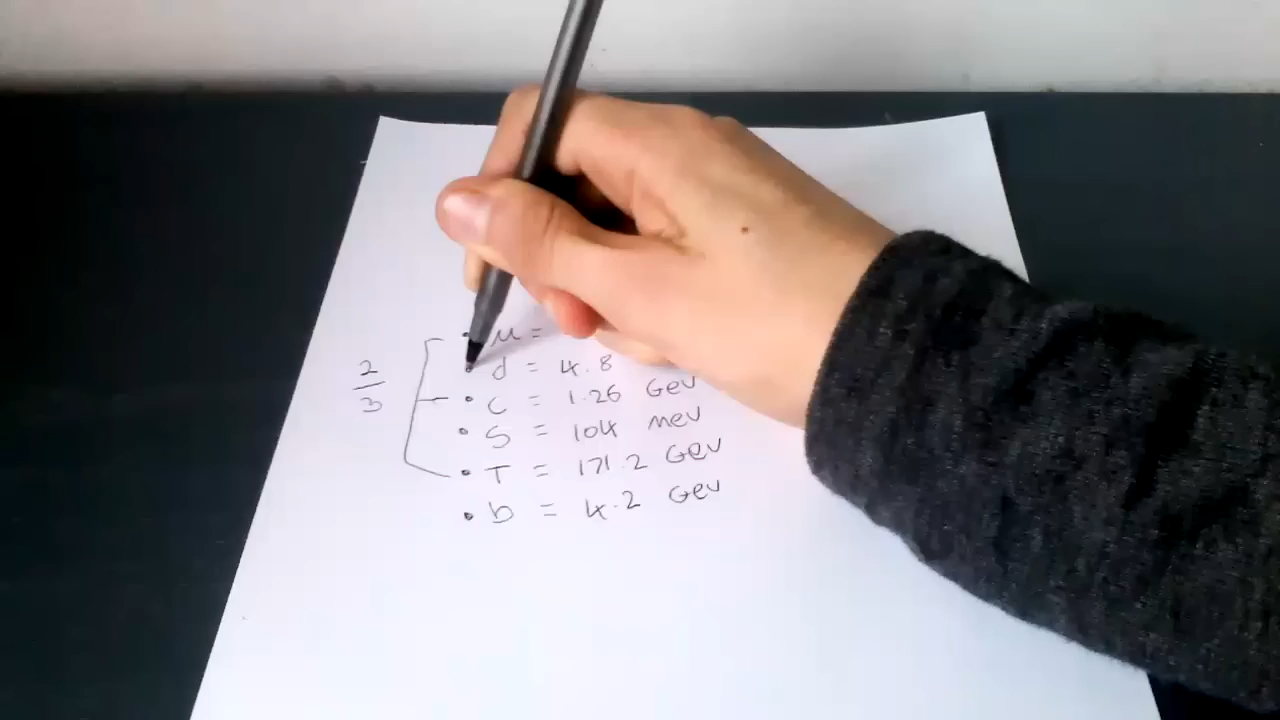 • u =
• d = 4.8
• c = 1.26 Gev
• s = 104 mev
• T = 171.2 Gev
• b = 4.2 Gev
2
3